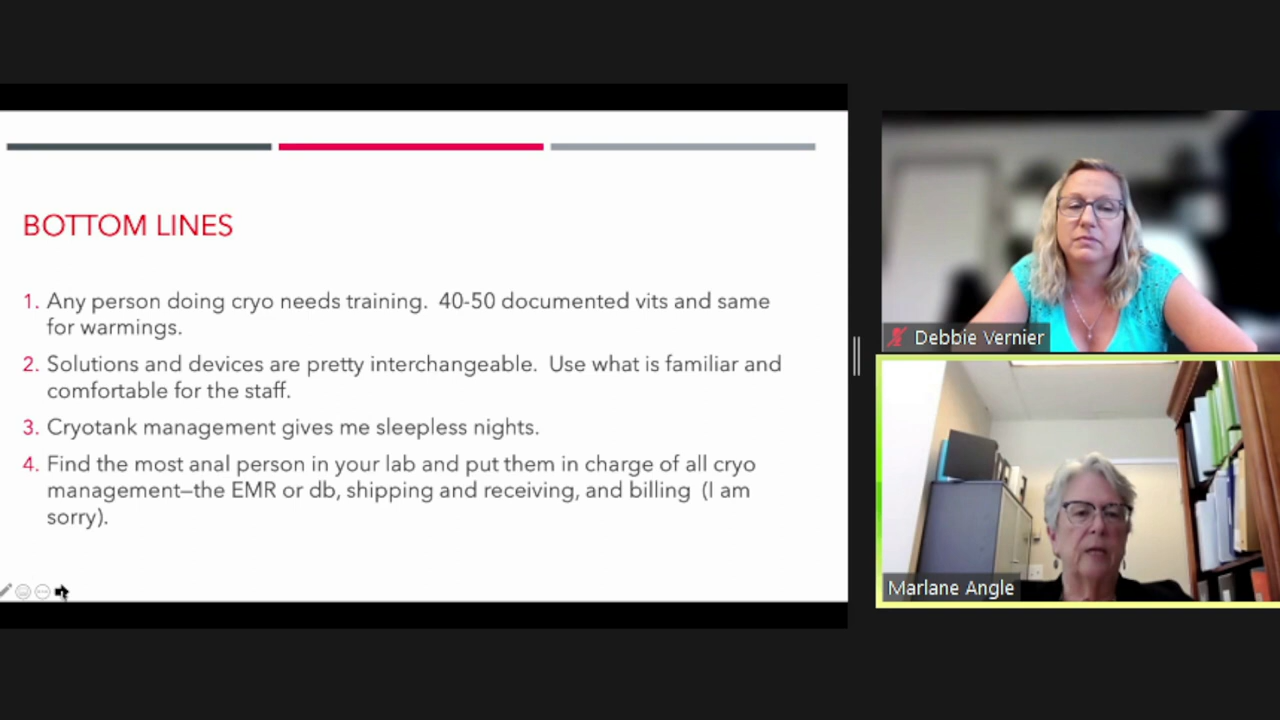 BOTTOM LINES
1. Any person doing cryo needs training.  40-50 documented vits and same
for warmings.
2. Solutions and devices are pretty interchangeable.  Use what is familiar and
comfortable for the staff.
3. Cryotank management gives me sleepless nights.
4. Find the most anal person in your lab and put them in charge of all cryo
management—the EMR or db, shipping and receiving, and billing  (I am
sorry).
Debbie Vernier
Marlane Angle